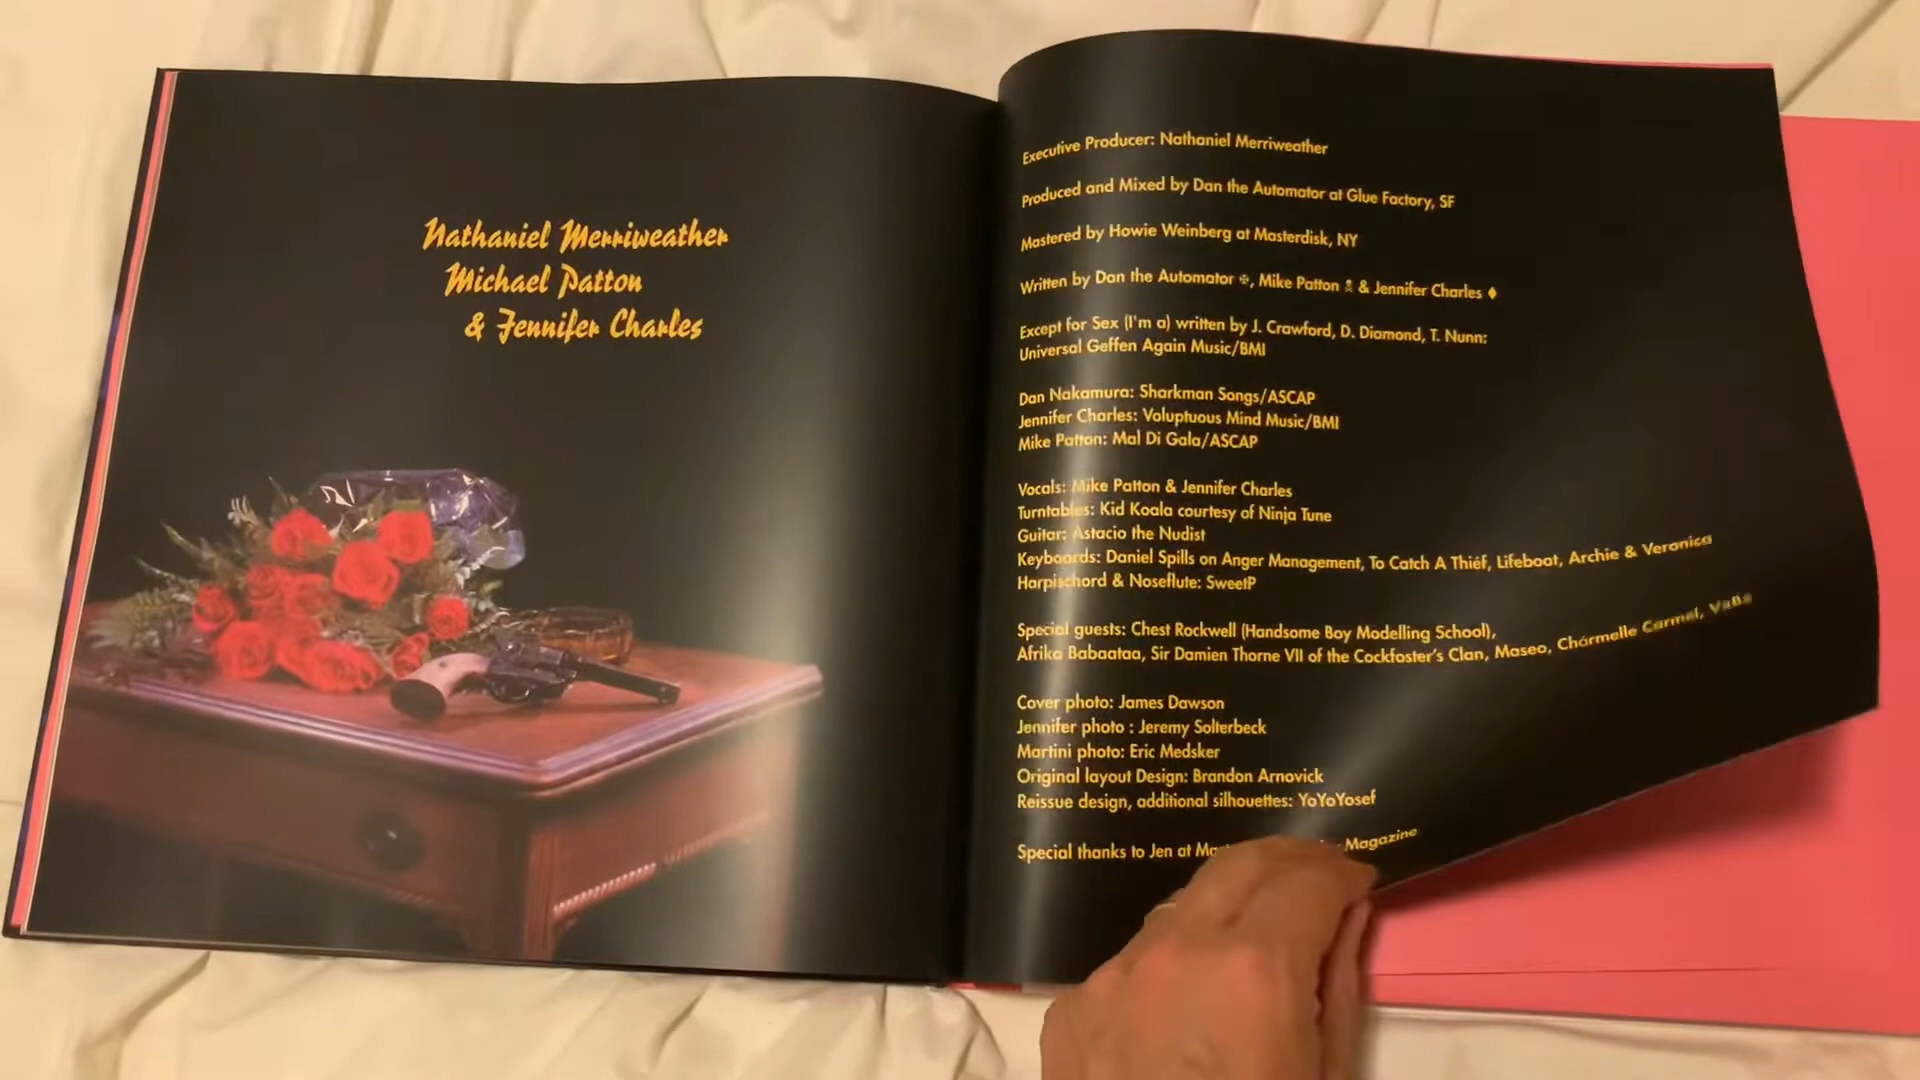 Nathaniel Merriweather
Michael Patton
& Jennifer Charles
Executive Producer: Nathaniel Merriweather
Produced and Mixed by Dan the Automator at Glue Factory, SF
Mastered by Howie Weinberg at Masterdisk, NY
Written by Dan the Automator ✠, Mike Patton ☠ & Jennifer Charles ♦
Except for Sex (I'm a) written by J. Crawford, D. Diamond, T. Nunn:
Universal Geffen Again Music/BMI
Dan Nakamura: Sharkman Songs/ASCAP
Jennifer Charles: Voluptuous Mind Music/BMI
Mike Patton: Mal Di Gala/ASCAP
Vocals: Mike Patton & Jennifer Charles
Turntables: Kid Koala courtesy of Ninja Tune
Guitar: Astacio the Nudist
Keyboards: Daniel Spills on Anger Management, To Catch A Thief, Lifeboat, Archie & Veronica
Harpischord & Noseflute: SweetP
Special guests: Chest Rockwell (Handsome Boy Modelling School),
Afrika Babaataa, Sir Damien Thorne VII of the Cockfoster's Clan, Maseo, Charmelle Carmel,
Cover photo: James Dawson
Jennifer photo : Jeremy Solterbeck
Martini photo: Eric Medsker
Original layout Design: Brandon Arnovick
Reissue design, additional silhouettes: YoYoYosef
Special thanks to Jen at Magazine